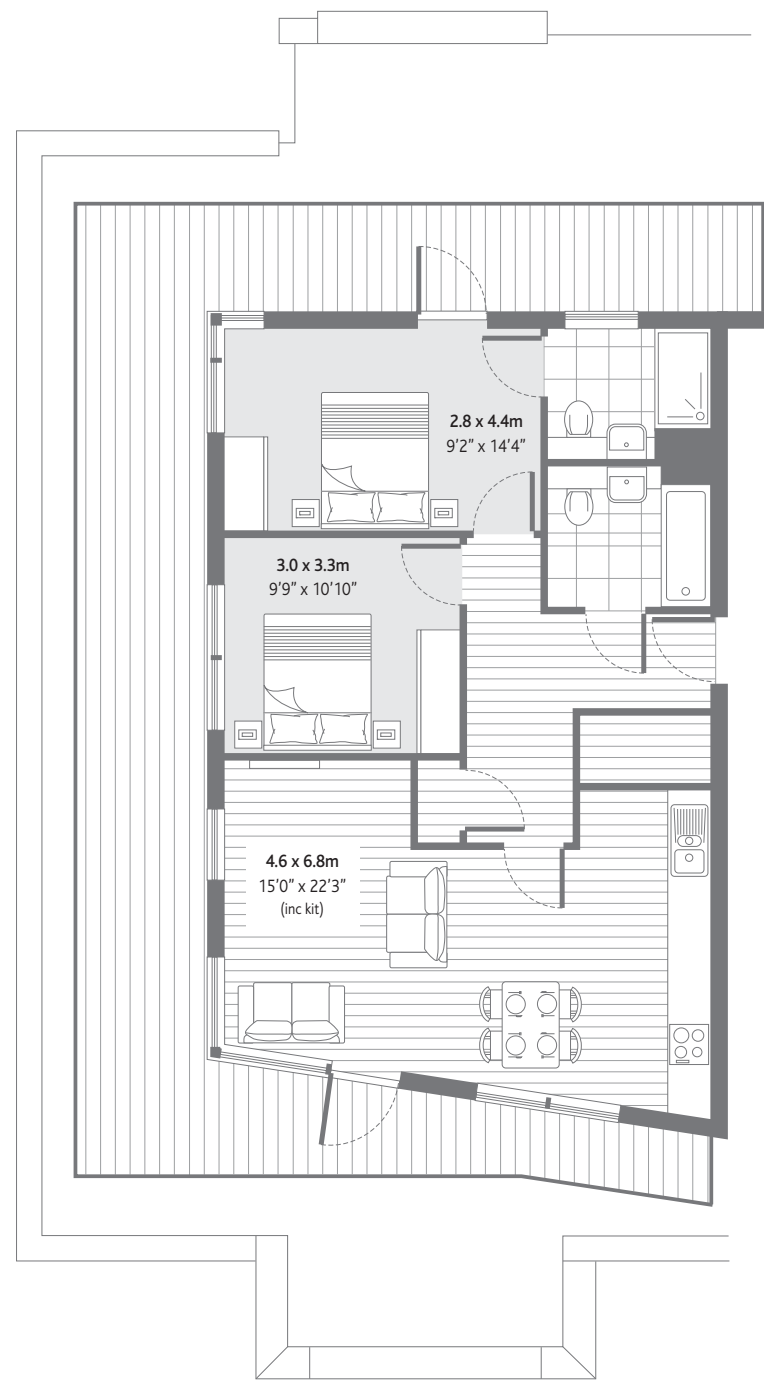 2.8 x 4.4m
9’2” x 14’4”
3.0 x 3.3m
9’9” x 10’10”
4.6 x 6.8m
15’0” x 22’3”
(inc kit)